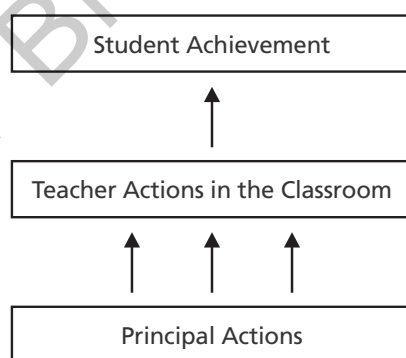 Student Achievement
Teacher Actions in the Classroom
Principal Actions